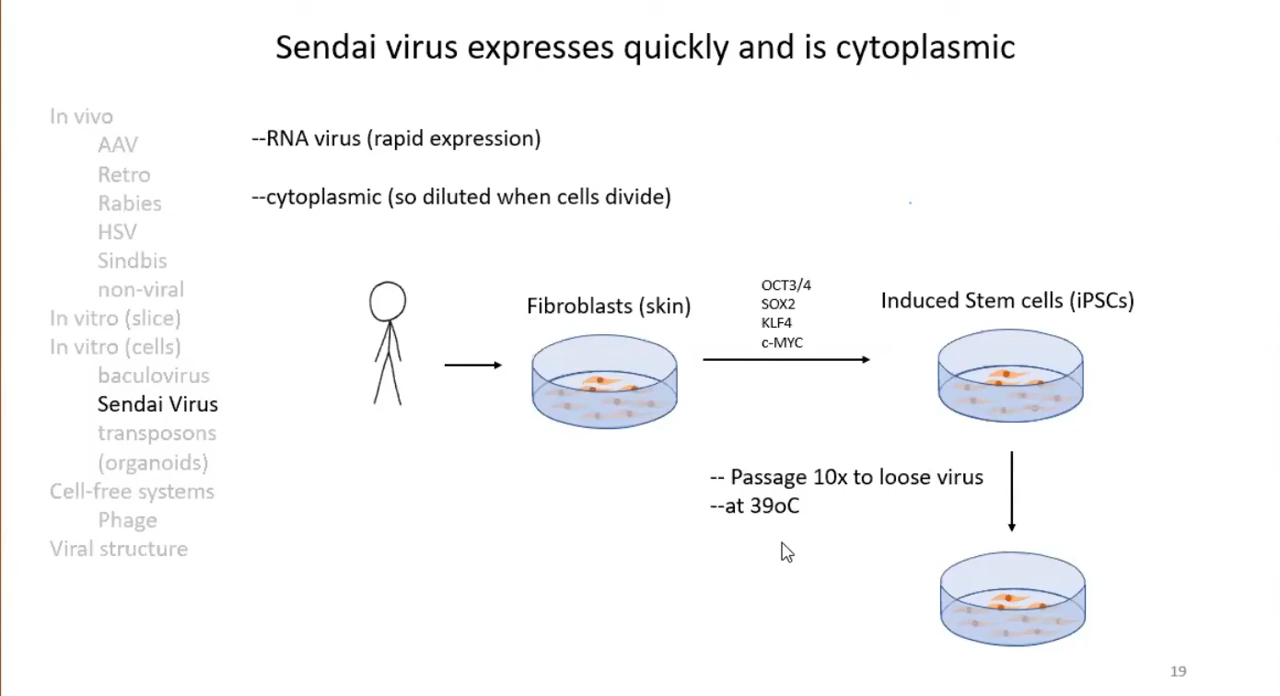 Sendai virus expresses quickly and is cytoplasmic
In vivo
AAV
Retro
Rabies
HSV
Sindbis
non-viral
In vitro (slice)
In vitro (cells)
baculovirus
Sendai Virus
transposons
(organoids)
Cell-free systems
Phage
Viral structure
--RNA virus (rapid expression)
--cytoplasmic (so diluted when cells divide)
Fibroblasts (skin)
OCT3/4
SOX2
KLF4
c-MYC
Induced Stem cells (iPSCs)
-- Passage 10x to loose virus
--at 39oC
19